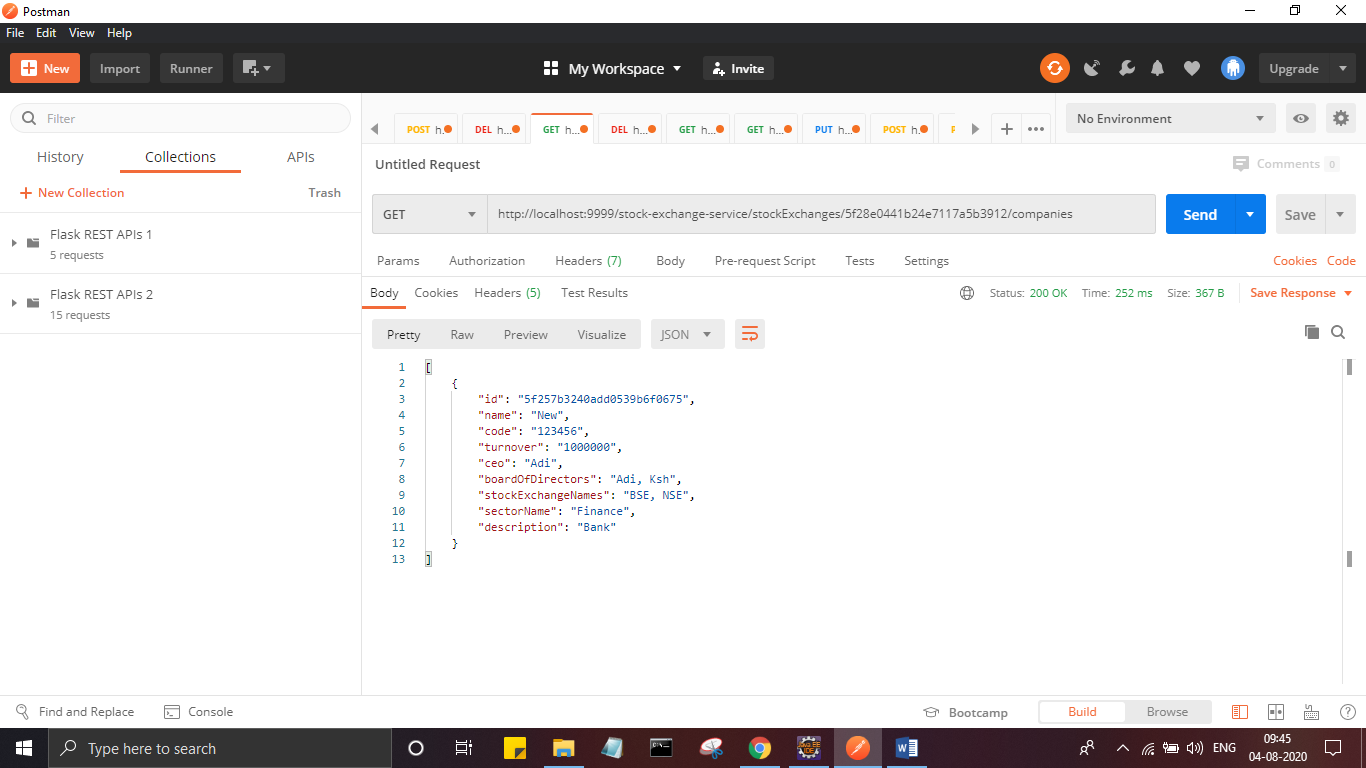 Postman
File Edit View Help
New Import Runner My Workspace Invite Upgrade
Filter
History Collections APIs
New Collection Trash
Flask REST APIs 1
5 requests
Flask REST APIs 2
15 requests
POST h. DEL h... GET h... DEL h... GET h... GET h... PUT h... POST h. No Environment
Untitled Request Comments 0
GET http://localhost:9999/stock-exchange-service/stockExchanges/5f28e0441b24e7117a5b3912/companies Send Save
Params Authorization Headers (7) Body Pre-request Script Tests Settings Cookies Code
Body Cookies Headers (5) Test Results Status: 200 OK Time: 252 ms Size: 367 B Save Response
Pretty Raw Preview Visualize JSON
1 [
2 {
3 "id": "5f257b3240add0539b6f0675",
4 "name": "New",
5 "code": "123456",
6 "turnover": "1000000",
7 "ceo": "Adi",
8 "boardOfDirectors": "Adi, Ksh",
9 "stockExchangeNames": "BSE, NSE",
10 "sectorName": "Finance",
11 "description": "Bank"
12 }
13 ]
Find and Replace Console Bootcamp Build Browse
Type here to search ENG 09:45
04-08-2020